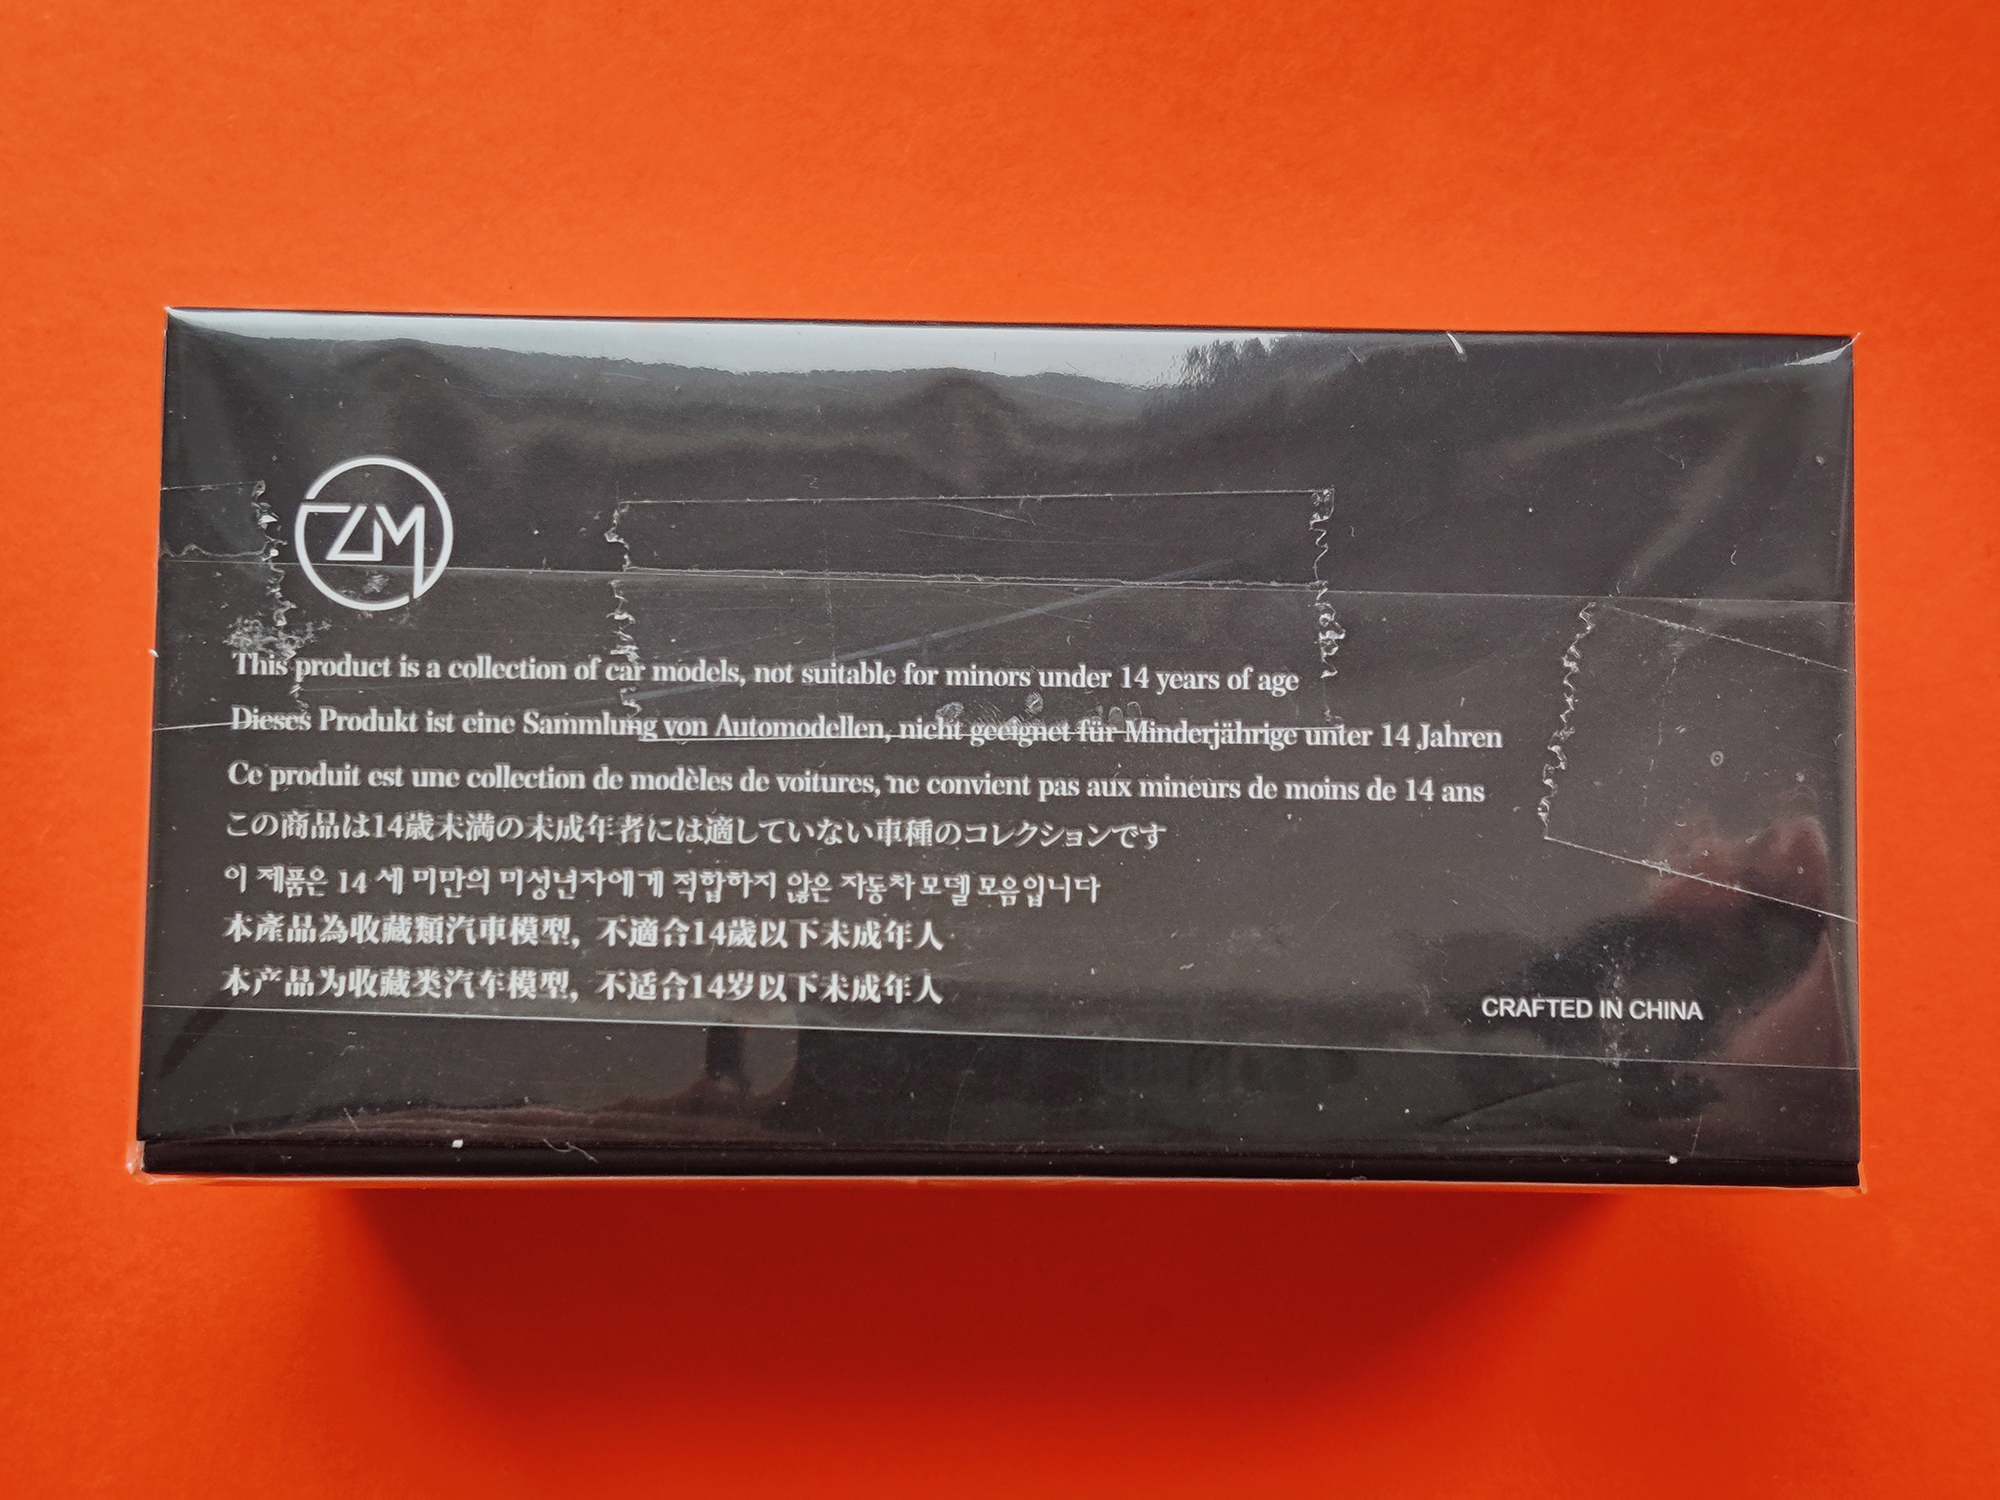 ZM
This product is a collection of car models, not suitable for minors under 14 years of age
Dieses Produkt ist eine Sammlung von Automodellen, nicht geeignet für Minderjährige unter 14 Jahren
Ce produit est une collection de modèles de voitures, ne convient pas aux mineurs de moins de 14 ans
この商品は14歳未満の未成年者には適していない車種のコレクションです
이 제품은 14 세 미만의 미성년자에게 적합하지 않은 자동차 모델 모음입니다
本產品為收藏類汽車模型，不適合14歲以下未成年人
本产品为收藏类汽车模型，不适合14岁以下未成年人
CRAFTED IN CHINA